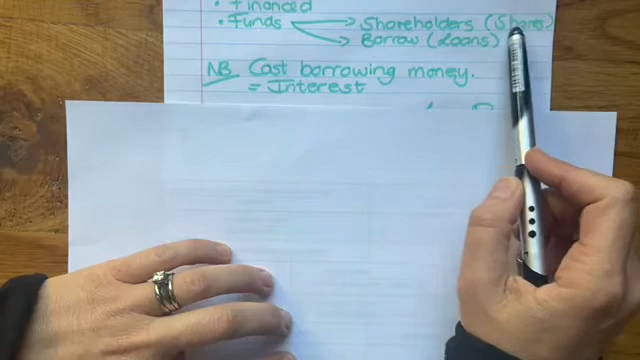 • Financed
• Funds → Shareholders (Shares)
→ Borrow (Loans)
NB. Cost borrowing money.
= Interest